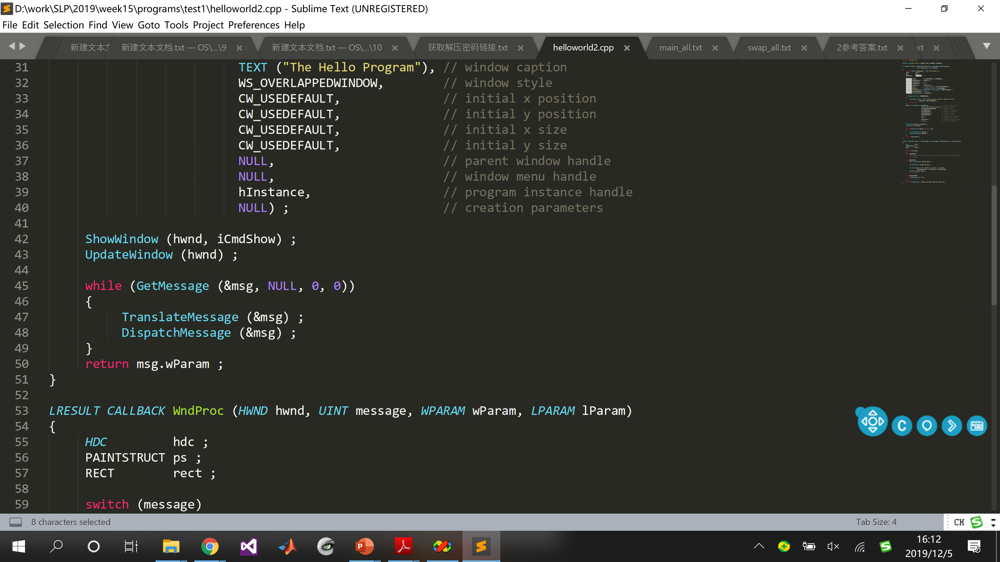 D:\work\SLP\2019\week15\programs\test1\helloworld2.cpp - Sublime Text (UNREGISTERED)
File Edit Selection Find View Goto Tools Project Preferences Help
新建文本文 新建文本文档.txt — OS\...\9 新建文本文档.txt — OS\...\10 获取解压密码链接.txt helloworld2.cpp main_all.txt swap_all.txt 2参考答案.txt xt
31 TEXT ("The Hello Program"), // window caption
32 WS_OVERLAPPEDWINDOW, // window style
33 CW_USEDEFAULT, // initial x position
34 CW_USEDEFAULT, // initial y position
35 CW_USEDEFAULT, // initial x size
36 CW_USEDEFAULT, // initial y size
37 NULL, // parent window handle
38 NULL, // window menu handle
39 hInstance, // program instance handle
40 NULL) ; // creation parameters
41
42 ShowWindow (hwnd, iCmdShow) ;
43 UpdateWindow (hwnd) ;
44
45 while (GetMessage (&msg, NULL, 0, 0))
46 {
47 TranslateMessage (&msg) ;
48 DispatchMessage (&msg) ;
49 }
50 return msg.wParam ;
51 }
52
53 LRESULT CALLBACK WndProc (HWND hwnd, UINT message, WPARAM wParam, LPARAM lParam)
54 {
55 HDC hdc ;
56 PAINTSTRUCT ps ;
57 RECT rect ;
58
59 switch (message)
8 characters selected Tab Size: 4 CH
16:12
2019/12/5